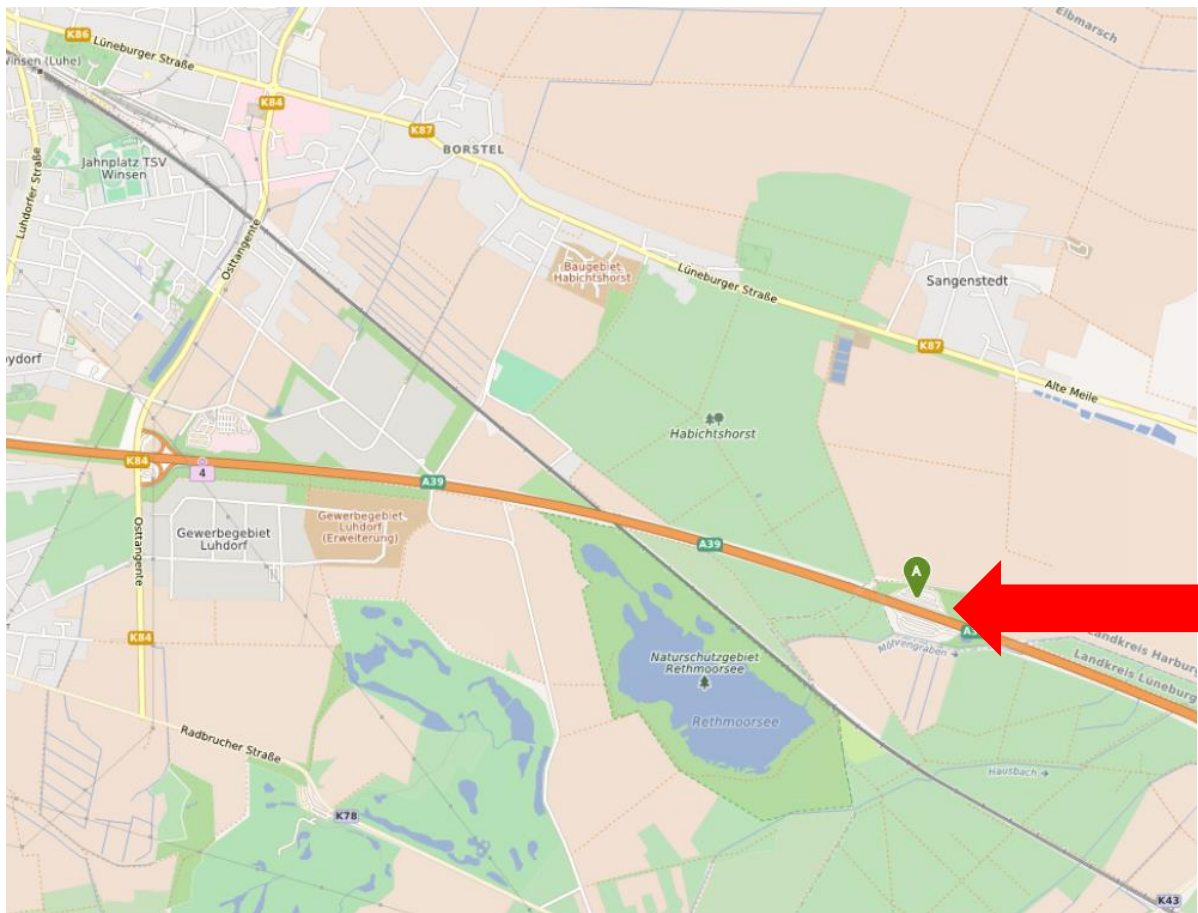 Elbmarsch
K86
Lüneburger Straße
Winsen (Luhe)
K84
K87
BORSTEL
Jahnplatz TSV
Winsen
Luhdorfer Straße
Osttangente
Baugebiet
Habichtshorst
Lüneburger Straße
Sangenstedt
K87
Alte Meile
Habichtshorst
K84
4
A39
Gewerbegebiet
Luhdorf
Gewerbegebiet
Luhdorf
(Erweiterung)
Osttangente
A39
A
K84
Naturschutzgebiet
Rethmoorsee
Rethmoorsee
Landkreis Harburg
Landkreis Lüneburg
Radbrucher Straße
Hausbach
K78
K43